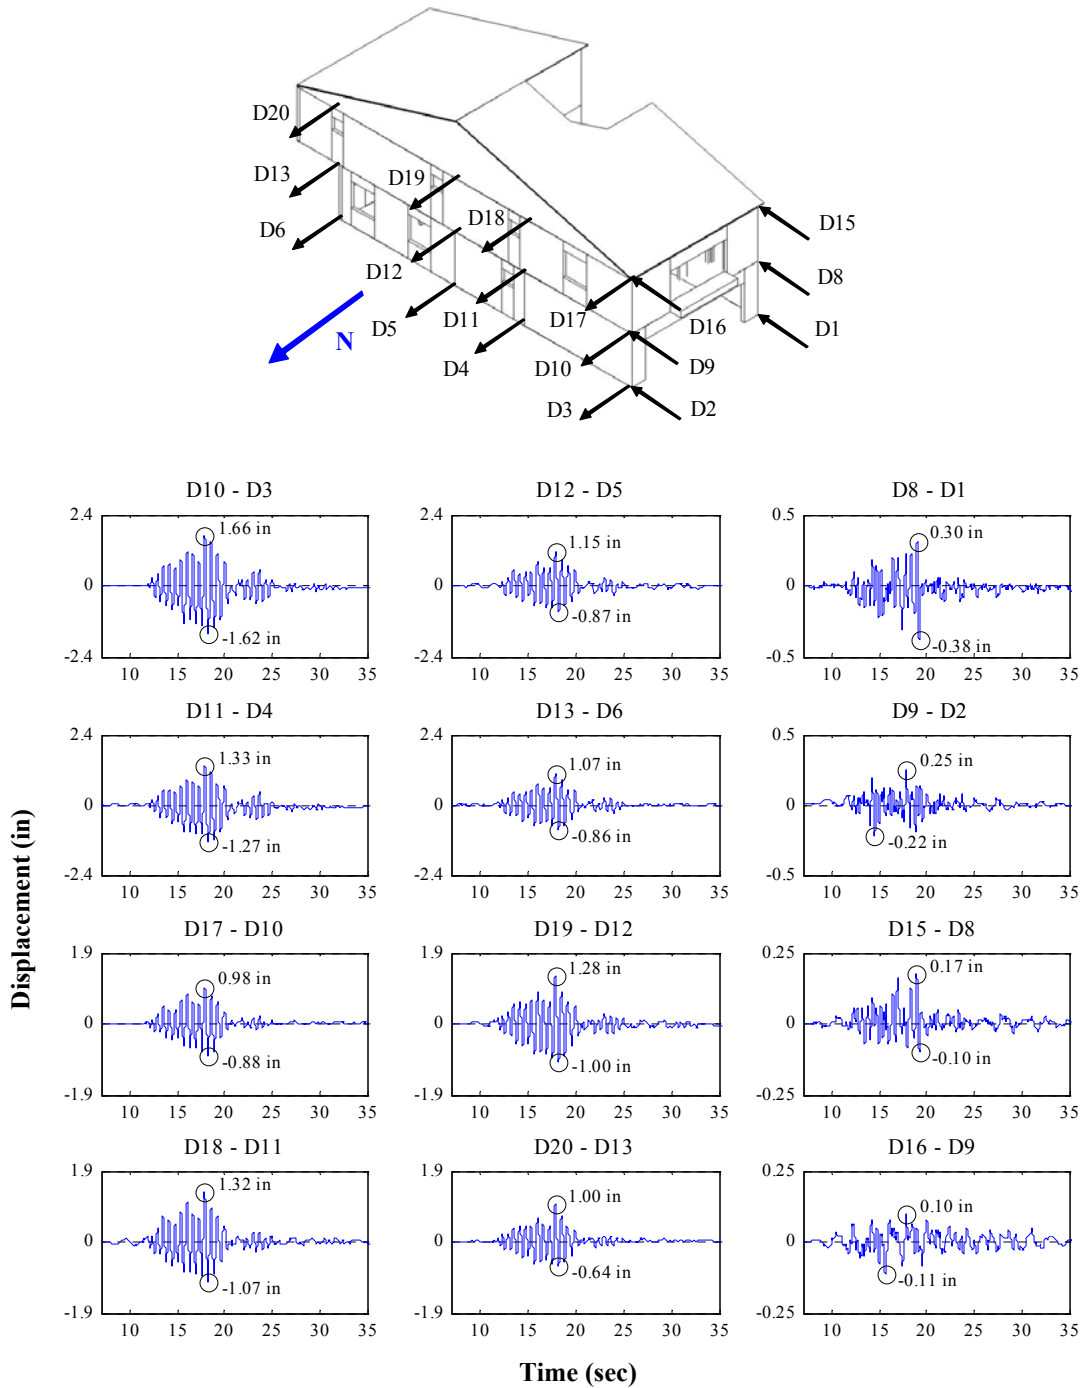 D20
D13
D19
D6
D18
D15
D12
D8
N
D5
D11
D17
D16
D1
D4
D10
D9
D3
D2
D10 - D3 D12 - D5 D8 - D1
2.4 1.66 in 2.4 1.15 in 0.5 0.30 in
0 0 0
-1.62 in -0.87 in -0.38 in
-2.4 -2.4 -0.5
10 15 20 25 30 35 10 15 20 25 30 35 10 15 20 25 30 35
D11 - D4 D13 - D6 D9 - D2
2.4 1.33 in 2.4 1.07 in 0.5 0.25 in
0 0 0
-1.27 in -0.86 in -0.22 in
-2.4 -2.4 -0.5
10 15 20 25 30 35 10 15 20 25 30 35 10 15 20 25 30 35
Displacement (in)
D17 - D10 D19 - D12 D15 - D8
1.9 0.98 in 1.9 1.28 in 0.25 0.17 in
0 0 0
-0.88 in -1.00 in -0.10 in
-1.9 -1.9 -0.25
10 15 20 25 30 35 10 15 20 25 30 35 10 15 20 25 30 35
D18 - D11 D20 - D13 D16 - D9
1.9 1.32 in 1.9 1.00 in 0.25 0.10 in
0 0 0
-1.07 in -0.64 in -0.11 in
-1.9 -1.9 -0.25
10 15 20 25 30 35 10 15 20 25 30 35 10 15 20 25 30 35
Time (sec)